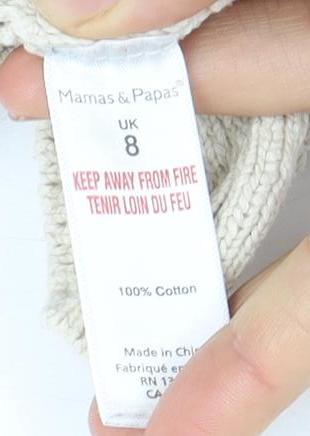 Mamas & Papas®
UK
8
KEEP AWAY FROM FIRE
TENIR LOIN DU FEU
100% Cotton
Made in
Fabriqué en
RN